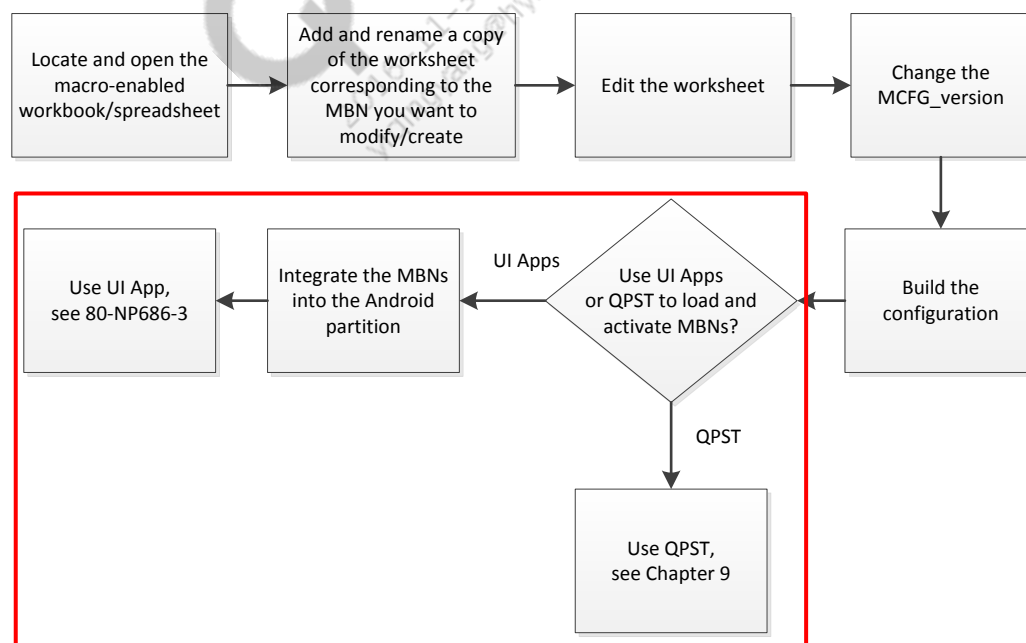 Locate and open the
macro-enabled
workbook/spreadsheet
Add and rename a copy
of the worksheet
corresponding to the
MBN you want to
modify/create
Edit the worksheet
Change the
MCFG_version
Build the
configuration
Use UI Apps
or QPST to load and
activate MBNs?
UI Apps
Integrate the MBNs
into the Android
partition
Use UI App,
see 80-NP686-3
QPST
Use QPST,
see Chapter 9